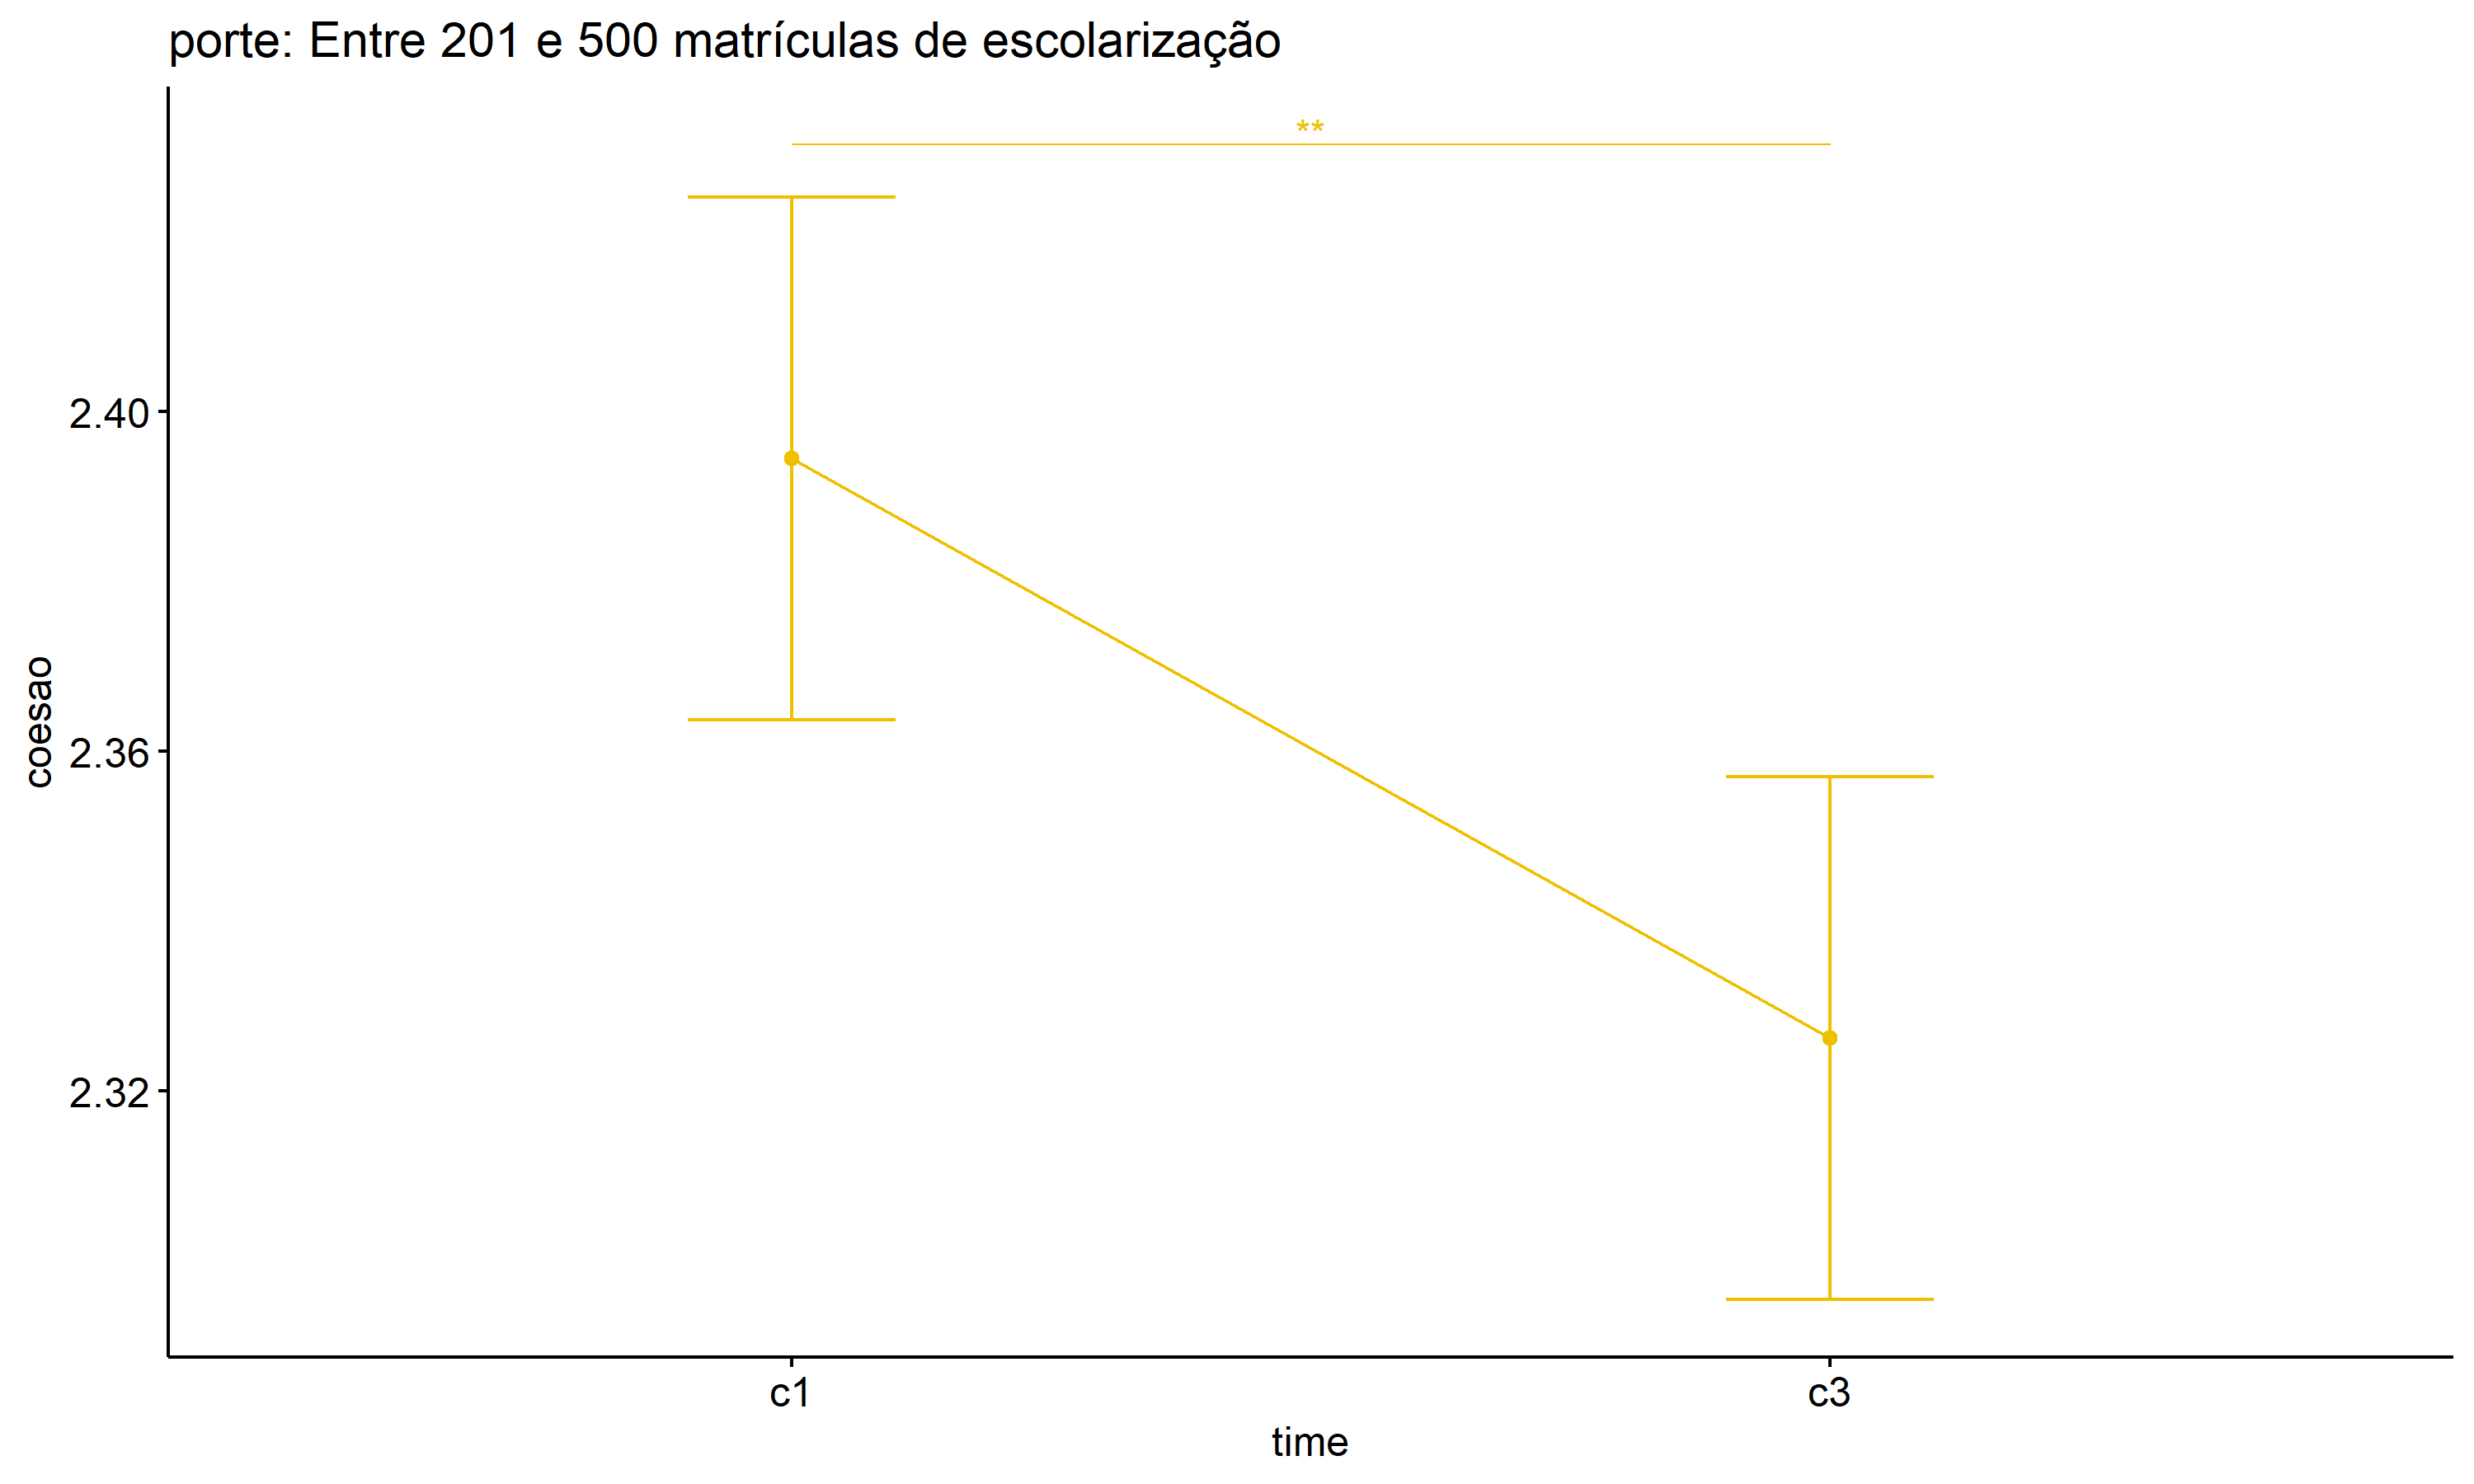 porte: Entre 201 e 500 matrículas de escolarização
**
2.40
2.36
2.32
coesao
c1
c3
time